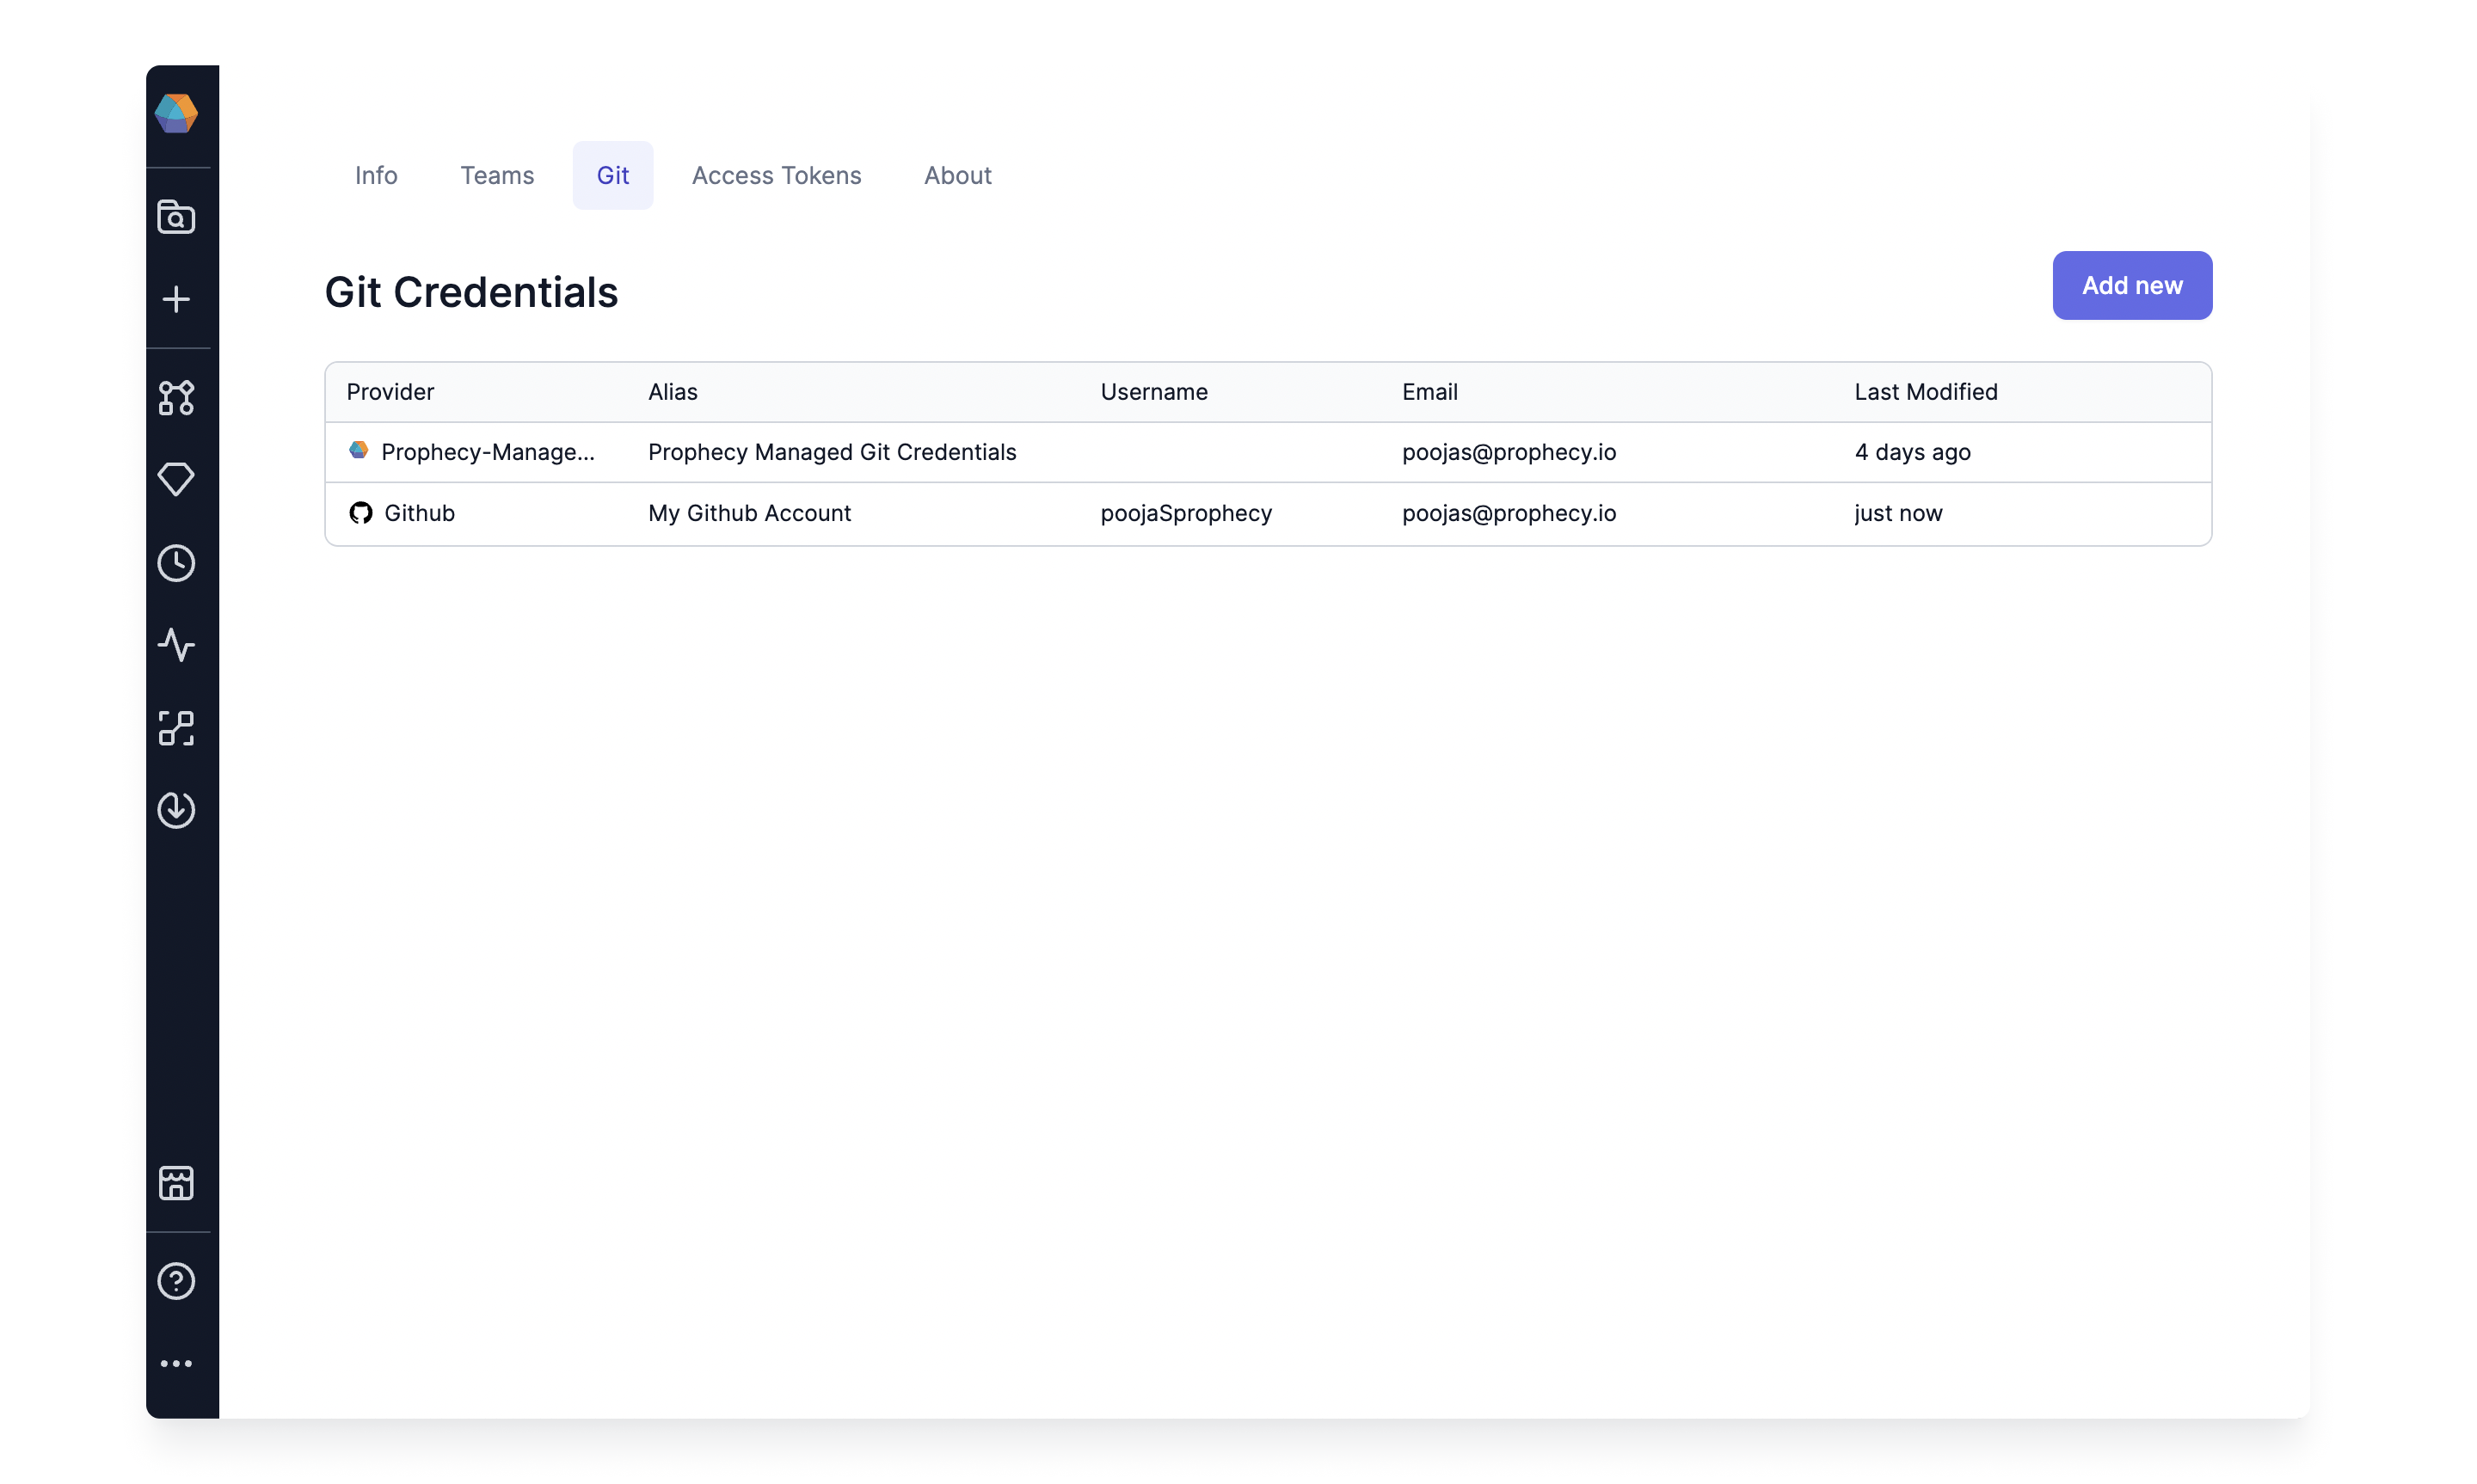 Info Teams Git Access Tokens About
Git Credentials Add new
Provider Alias Username Email Last Modified
Prophecy-Manage... Prophecy Managed Git Credentials poojas@prophecy.io 4 days ago
Github My Github Account poojaSprophecy poojas@prophecy.io just now